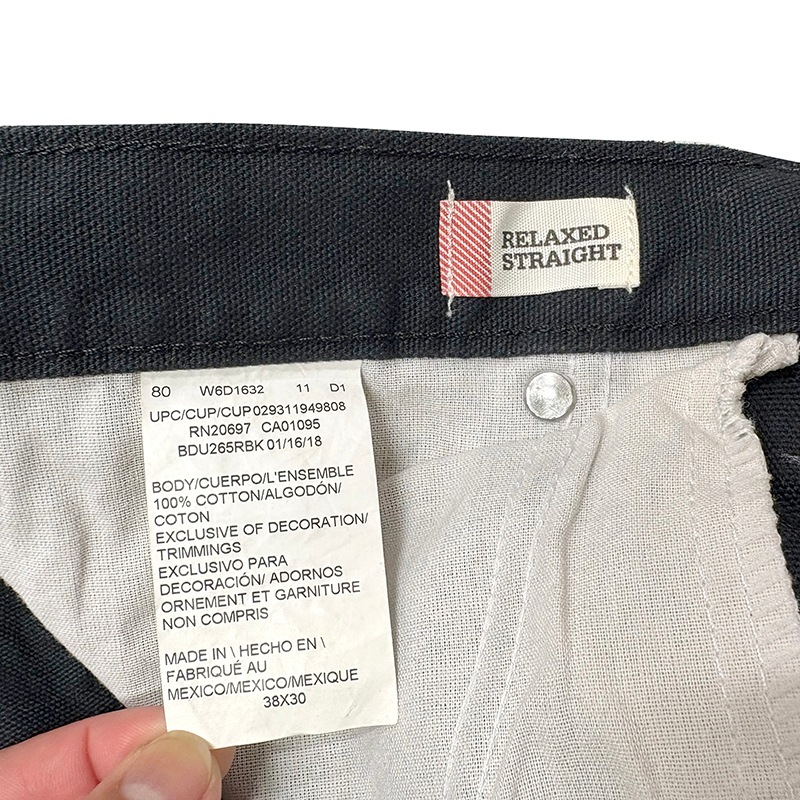 RELAXED
STRAIGHT
80 W6D1632 11 D1
UPC/CUP/CUP029311949808
RN20697 CA01095
BDU265RBK 01/16/18
BODY/CUERPO/L'ENSEMBLE
100% COTTON/ALGODÓN/
COTON
EXCLUSIVE OF DECORATION/
TRIMMINGS
EXCLUSIVO PARA
DECORACIÓN/ ADORNOS
ORNEMENT ET GARNITURE
NON COMPRIS
MADE IN \ HECHO EN \
FABRIQUÉ AU
MEXICO/MEXICO/MEXIQUE
38X30